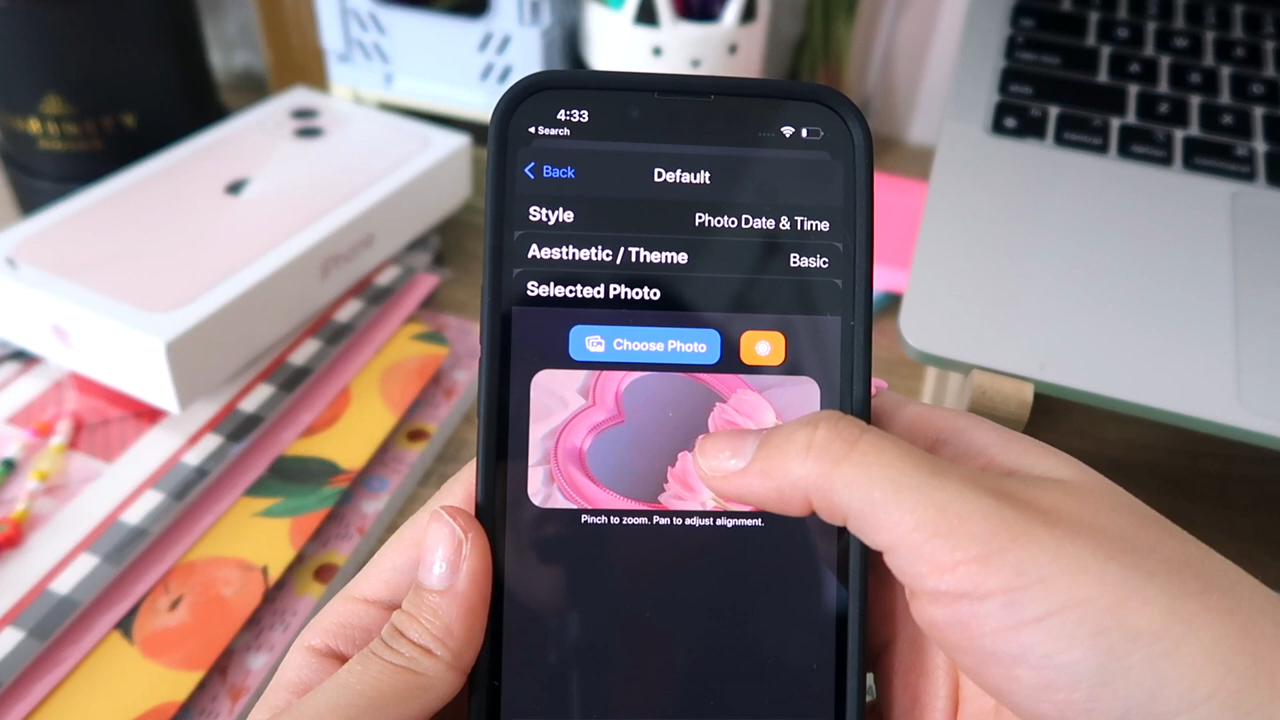 4:33
Search
Back
Default
Style
Photo Date & Time
Aesthetic / Theme
Basic
Selected Photo
Choose Photo
Pinch to zoom. Pan to adjust alignment.
iPhone